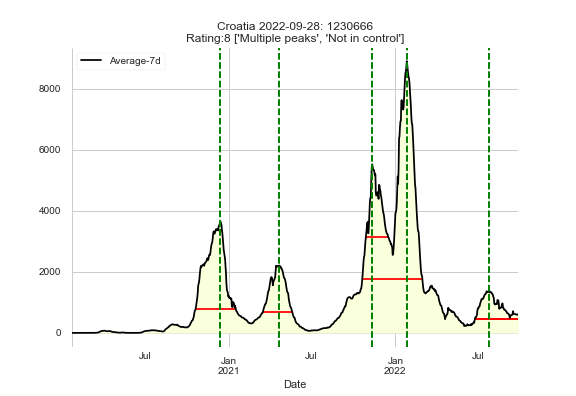 Croatia 2022-09-28: 1230666
Rating:8 ['Multiple peaks', 'Not in control']
Average-7d
8000
6000
4000
2000
0
Jul
Jan
2021
Jul
Jan
2022
Jul
Date